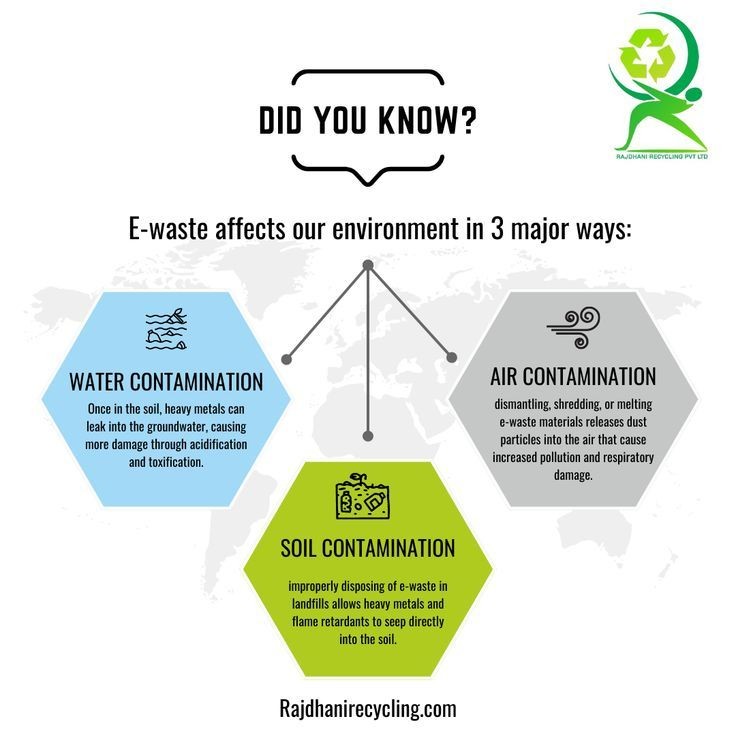 RAJDHANI RECYCLING PVT LTD
DID YOU KNOW?
E-waste affects our environment in 3 major ways:
WATER CONTAMINATION
Once in the soil, heavy metals can
leak into the groundwater, causing
more damage through acidification
and toxification.
AIR CONTAMINATION
dismantling, shredding, or melting
e-waste materials releases dust
particles into the air that cause
increased pollution and respiratory
damage.
SOIL CONTAMINATION
improperly disposing of e-waste in
landfills allows heavy metals and
flame retardants to seep directly
into the soil.
Rajdhanirecycling.com